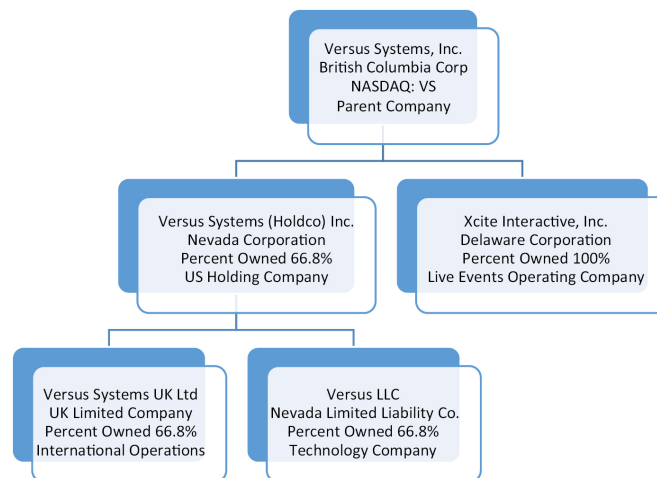 Versus Systems, Inc.
British Columbia Corp
NASDAQ: VS
Parent Company
Versus Systems (Holdco) Inc.
Nevada Corporation
Percent Owned 66.8%
US Holding Company
Xcite Interactive, Inc.
Delaware Corporation
Percent Owned 100%
Live Events Operating Company
Versus Systems UK Ltd
UK Limited Company
Percent Owned 66.8%
International Operations
Versus LLC
Nevada Limited Liability Co.
Percent Owned 66.8%
Technology Company